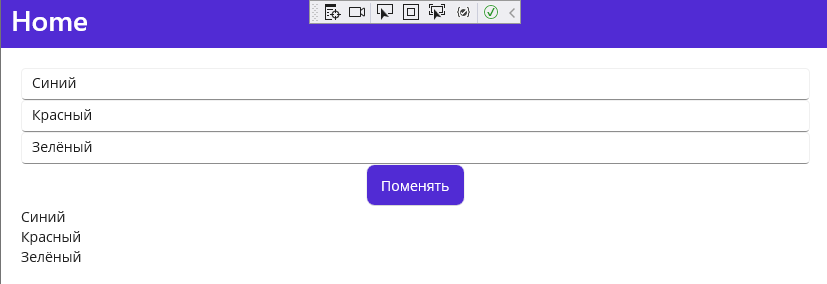 Home
Синий
Красный
Зелёный
Поменять
Синий
Красный
Зелёный